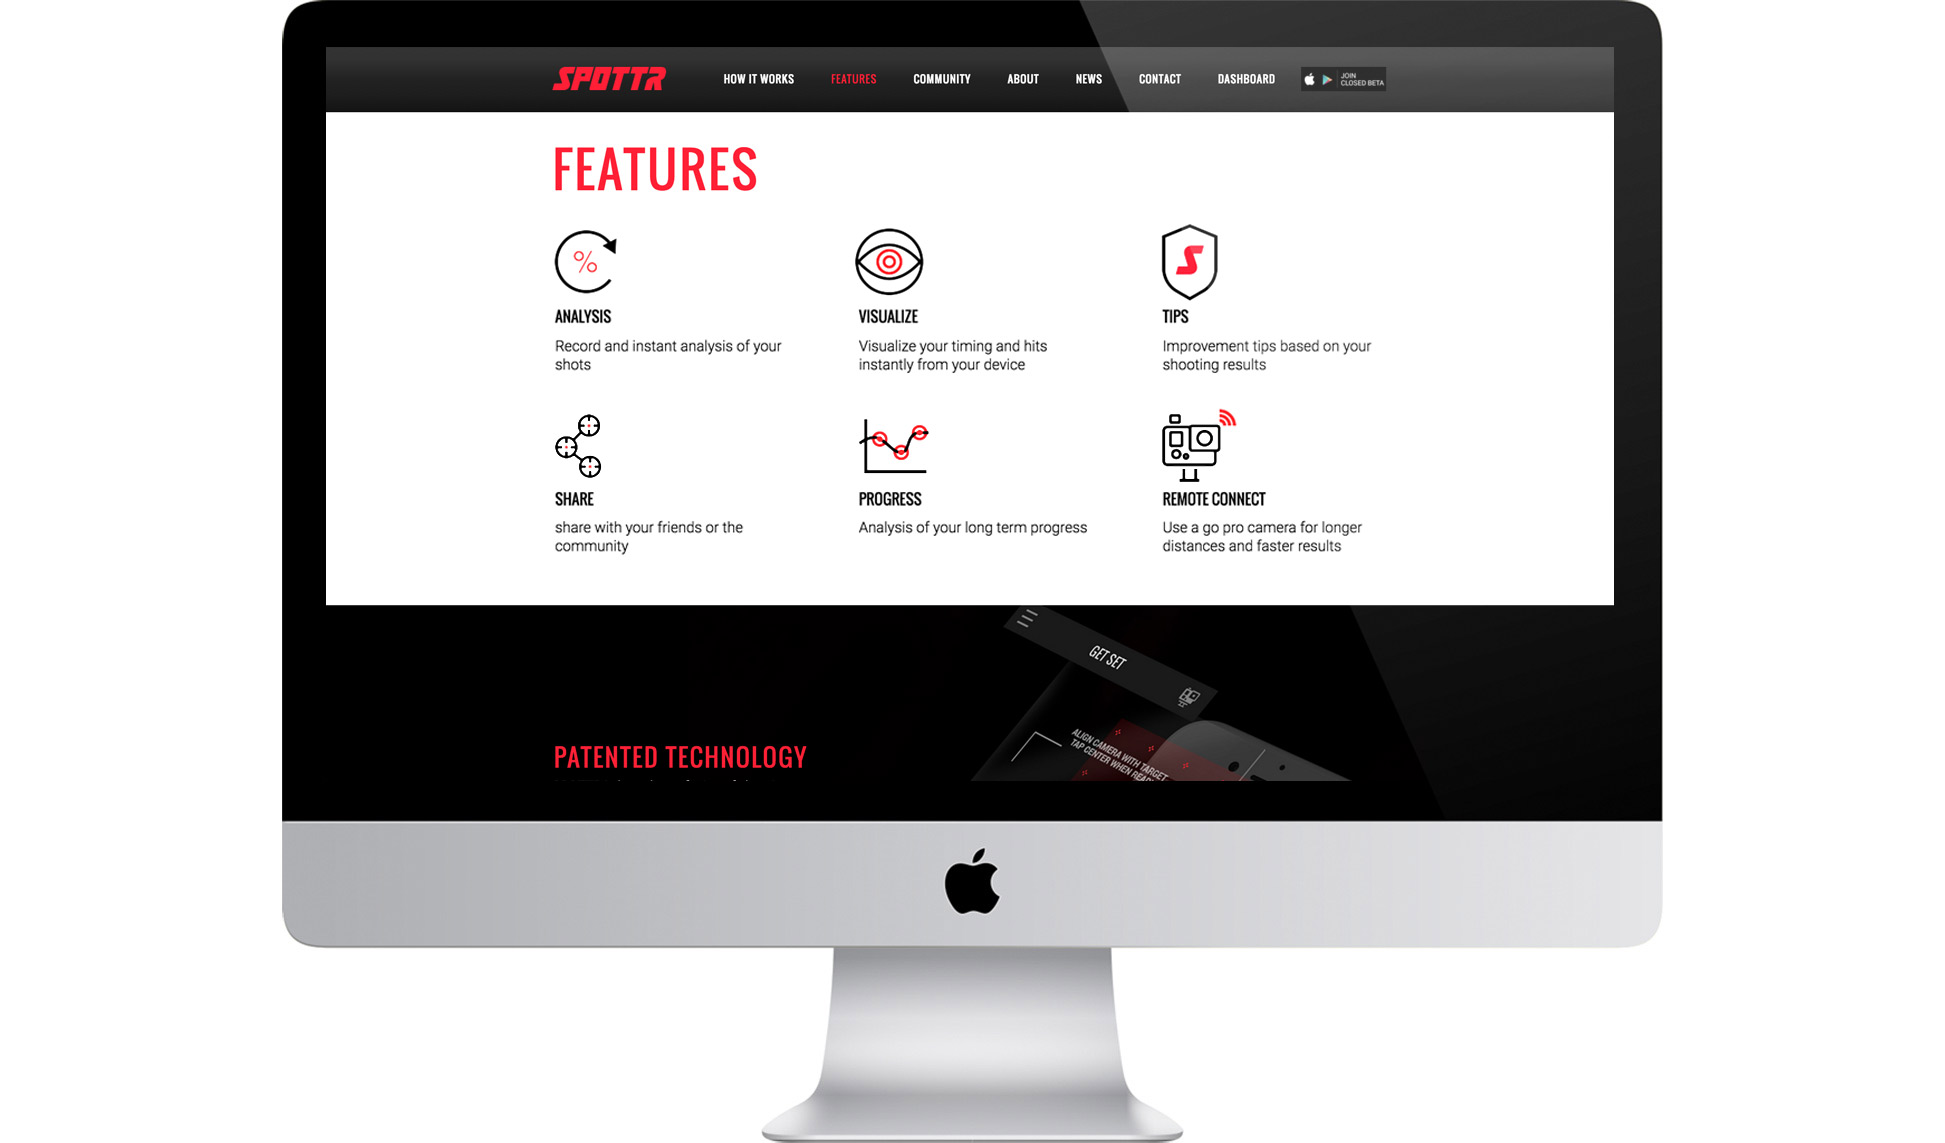 SPOTTR
HOW IT WORKS
FEATURES
COMMUNITY
ABOUT
NEWS
CONTACT
DASHBOARD
JOIN
CLOSED BETA
FEATURES
%
ANALYSIS
Record and instant analysis of your
shots
VISUALIZE
Visualize your timing and hits
instantly from your device
S
TIPS
Improvement tips based on your
shooting results
SHARE
share with your friends or the
community
PROGRESS
Analysis of your long term progress
REMOTE CONNECT
Use a go pro camera for longer
distances and faster results
GET SET
ALIGN CAMERA WITH TARGET
TAP CENTER WHEN
PATENTED TECHNOLOGY